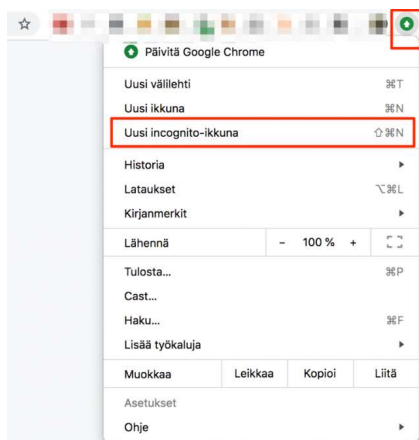 Päivitä Google Chrome
Uusi välilehti ⌘T
Uusi ikkuna ⌘N
Uusi incognito-ikkuna ⇧⌘N
Historia
Lataukset ⌥⌘L
Kirjanmerkit
Lähennä - 100 % +
Tulosta... ⌘P
Cast...
Haku... ⌘F
Lisää työkaluja
Muokkaa Leikkaa Kopioi Liitä
Asetukset
Ohje